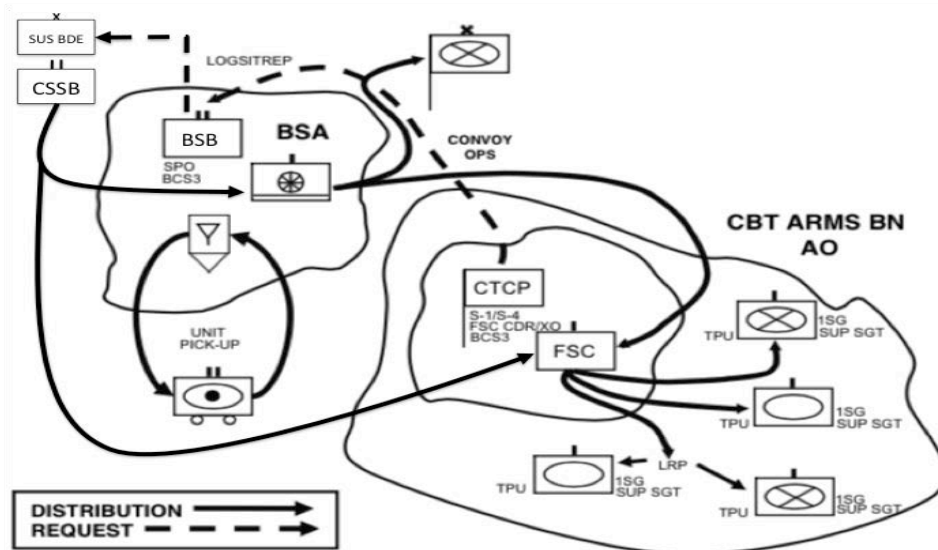 SUS BDE
CSSB
LOGSITREP
BSB
BSA
SPO
BCS3
CONVOY
OPS
CBT ARMS BN
AO
CTCP
S-1/S-4
FSC CDR/XO
BCS3
FSC
UNIT
PICK-UP
TPU
1SG
SUP SGT
TPU
1SG
SUP SGT
LRP
TPU
1SG
SUP SGT
TPU
1SG
SUP SGT
DISTRIBUTION
REQUEST